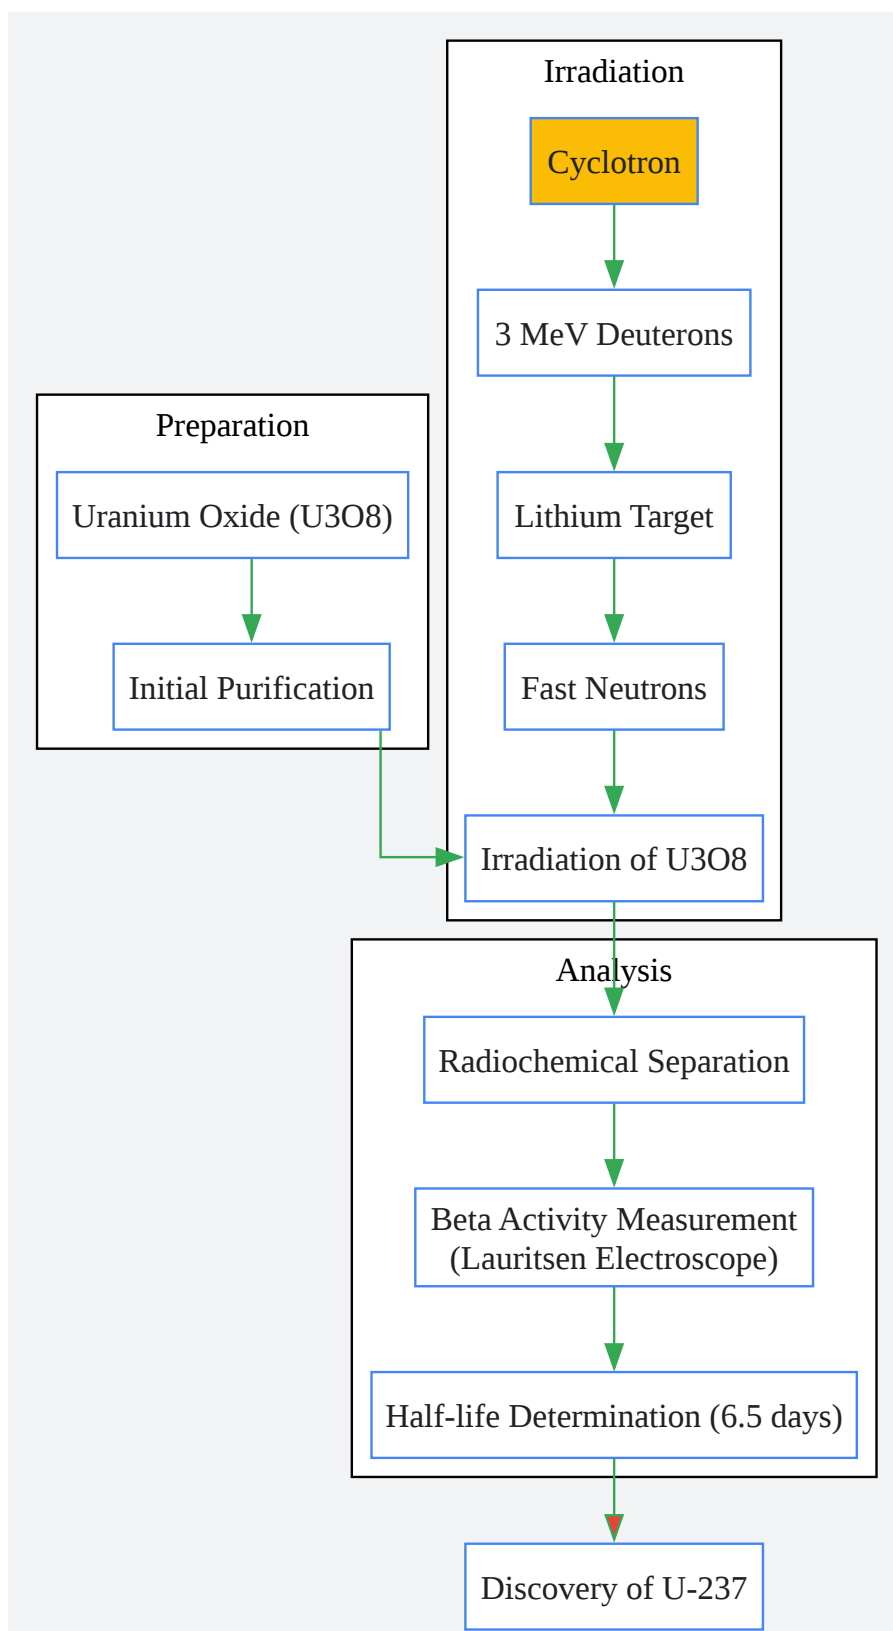 Irradiation
Cyclotron
3 MeV Deuterons
Preparation
Uranium Oxide (U3O8)
Lithium Target
Initial Purification
Fast Neutrons
Irradiation of U3O8
Analysis
Radiochemical Separation
Beta Activity Measurement
(Lauritsen Electroscope)
Half-life Determination (6.5 days)
Discovery of U-237